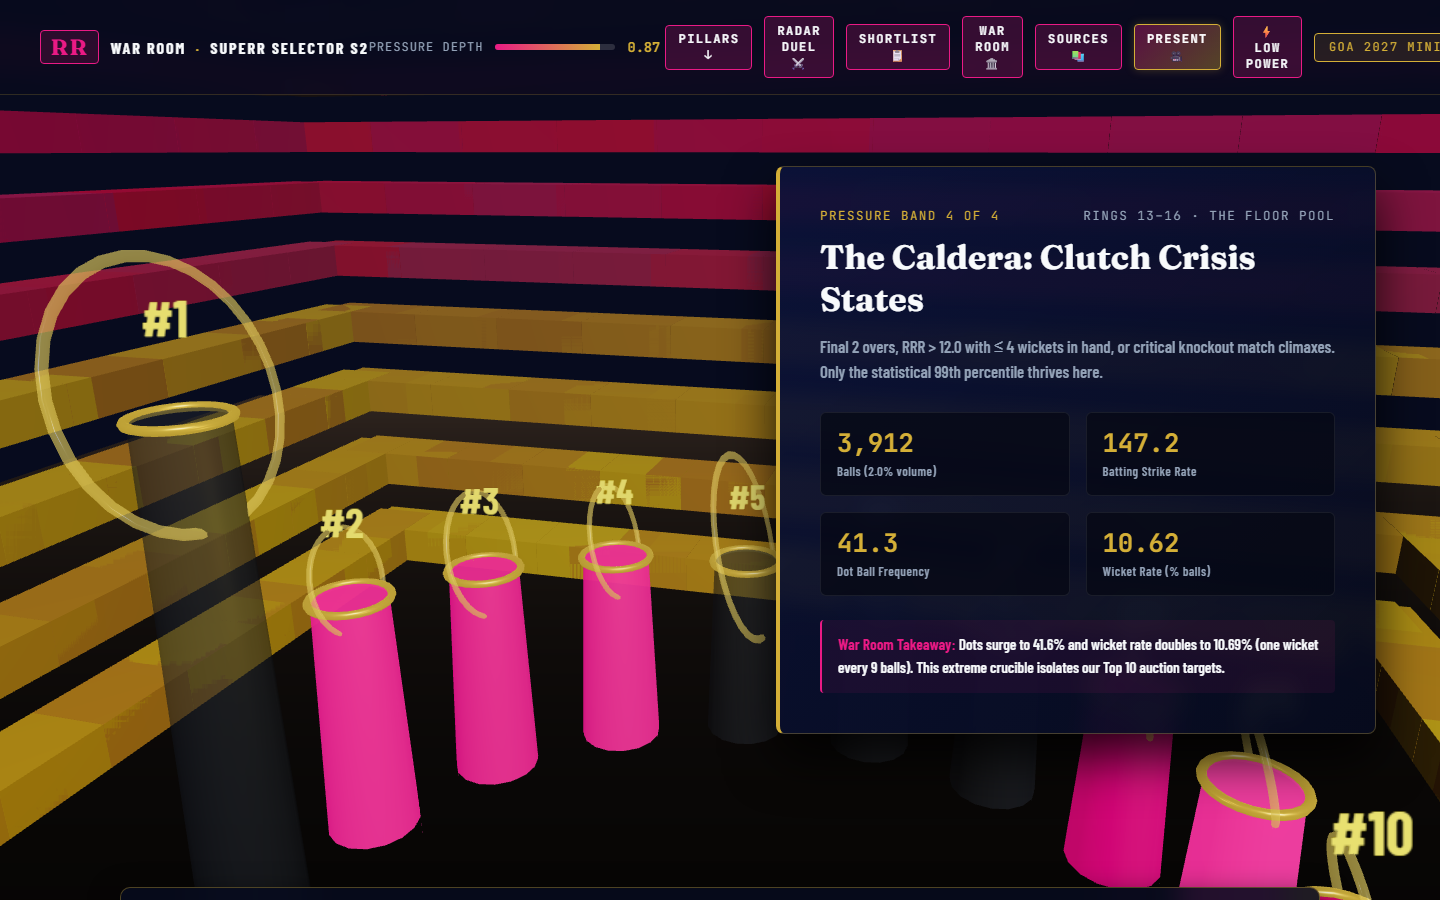 RR WAR ROOM · SUPERR SELECTOR S2 PRESSURE DEPTH 0.87
PILLARS ↓
RADAR DUEL ⚔
SHORTLIST 📋
WAR ROOM 🏛
SOURCES 📚
PRESENT
⚡ LOW POWER
GOA 2027 MINI
PRESSURE BAND 4 OF 4
RINGS 13–16 · THE FLOOR POOL
The Caldera: Clutch Crisis
States
Final 2 overs, RRR > 12.0 with ≤ 4 wickets in hand, or critical knockout match climaxes.
Only the statistical 99th percentile thrives here.
3,912
Balls (2.0% volume)
147.2
Batting Strike Rate
41.3
Dot Ball Frequency
10.62
Wicket Rate (% balls)
War Room Takeaway: Dots surge to 41.6% and wicket rate doubles to 10.69% (one wicket
every 9 balls). This extreme crucible isolates our Top 10 auction targets.
#1
#2
#3
#4
#5
#10